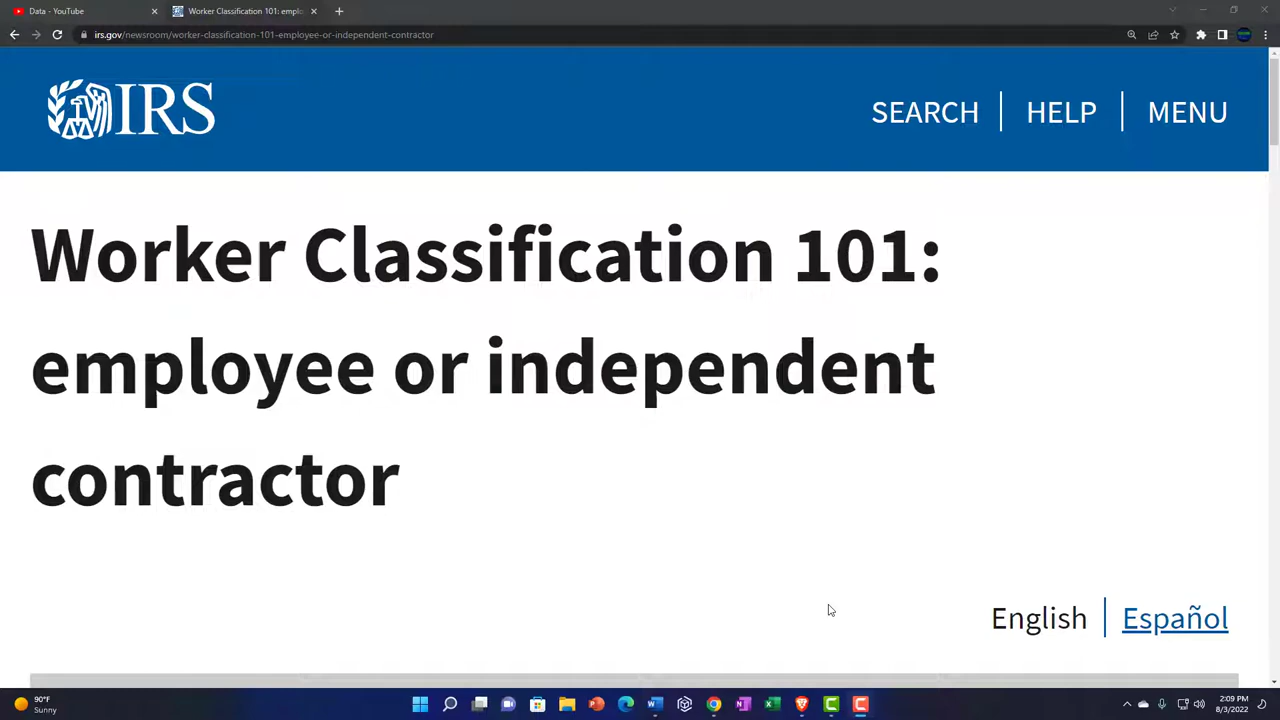 Data - YouTube
Worker Classification 101: emplo
irs.gov/newsroom/worker-classification-101-employee-or-independent-contractor
IRS
SEARCH
HELP
MENU
Worker Classification 101:
employee or independent
contractor
English
Español
90°F
Sunny
2:09 PM
8/3/2022